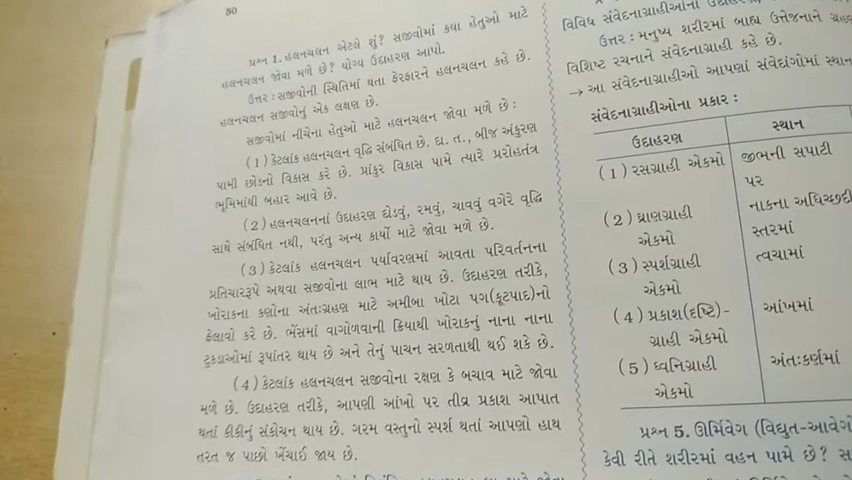 50
પ્રશ્ન 1. હલનચલન એટલે શું? સજીવોમાં કયા હેતુઓ માટે
હલનચલન જોવા મળે છે? યોગ્ય ઉદાહરણ આપો.
ઉત્તર : સજીવોની સ્થિતિમાં થતા ફેરફારને હલનચલન કહે છે.
હલનચલન સજીવોનું એક લક્ષણ છે.
સજીવોમાં નીચેના હેતુઓ માટે હલનચલન જોવા મળે છે :
(1) કેટલાંક હલનચલન વૃદ્ધિ સંબંધિત છે. દા. ત., બીજ અંકુરણ
પામી છોડનો વિકાસ કરે છે. પ્રાંકુર વિકાસ પામે ત્યારે પ્રરોહતંત્ર
ભૂમિમાંથી બહાર આવે છે.
(2) હલનચલનનાં ઉદાહરણ દોડવું, રમવું, ચાવવું વગેરે વૃદ્ધિ
સાથે સંબંધિત નથી, પરંતુ અન્ય કાર્યો માટે જોવા મળે છે.
(3) કેટલાંક હલનચલન પર્યાવરણમાં આવતા પરિવર્તનના
પ્રતિચારરૂપે અથવા સજીવોના લાભ માટે થાય છે. ઉદાહરણ તરીકે,
ખોરાકના કણોના અંતઃગ્રહણ માટે અમીબા ખોટા પગ(કૂટપાદ)નો
ફેલાવો કરે છે. ભેંસમાં વાગોળવાની ક્રિયાથી ખોરાકનું નાના નાના
ટુકડાઓમાં રૂપાંતર થાય છે અને તેનું પાચન સરળતાથી થઈ શકે છે.
(4) કેટલાંક હલનચલન સજીવોના રક્ષણ કે બચાવ માટે જોવા
મળે છે. ઉદાહરણ તરીકે, આપણી આંખો પર તીવ્ર પ્રકાશ આપાત
થતાં કીકીનું સંકોચન થાય છે. ગરમ વસ્તુનો સ્પર્શ થતાં આપણો હાથ
તરત જ પાછો ખેંચાઈ જાય છે.
વિવિધ સંવેદનાગ્રાહીઓના
ઉત્તર : મનુષ્ય શરીરમાં બાહ્ય ઉત્તેજનાને
વિશિષ્ટ રચનાને સંવેદનાગ્રાહી કહે છે.
→ આ સંવેદનાગ્રાહીઓ આપણાં સંવેદાંગોમાં
સંવેદનાગ્રાહીઓના પ્રકાર :
ઉદાહરણ સ્થાન
(1) રસગ્રાહી એકમો જીભની સપાટી
પર
(2) ઘ્રાણગ્રાહી નાકના
એકમો સ્તરમાં
(3) સ્પર્શગ્રાહી ત્વચામાં
એકમો
(4) પ્રકાશ(દૃષ્ટિ)- આંખમાં
ગ્રાહી એકમો
(5) ધ્વનિગ્રાહી અંતઃકર્ણમાં
એકમો
પ્રશ્ન 5. ઊર્મિવેગ (વિદ્યુત-આવેગ
કેવી રીતે શરીરમાં વહન પામે છે?